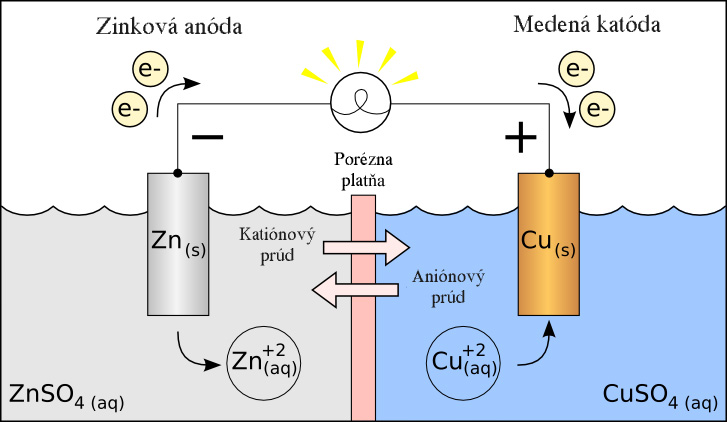 Zinková anóda
Medená katóda
e-
e-
e-
e-
−
+
Porézna
platňa
Zn(s)
Cu(s)
Katiónový
prúd
Aniónový
prúd
Zn+2(aq)
Cu+2(aq)
ZnSO4 (aq)
CuSO4 (aq)